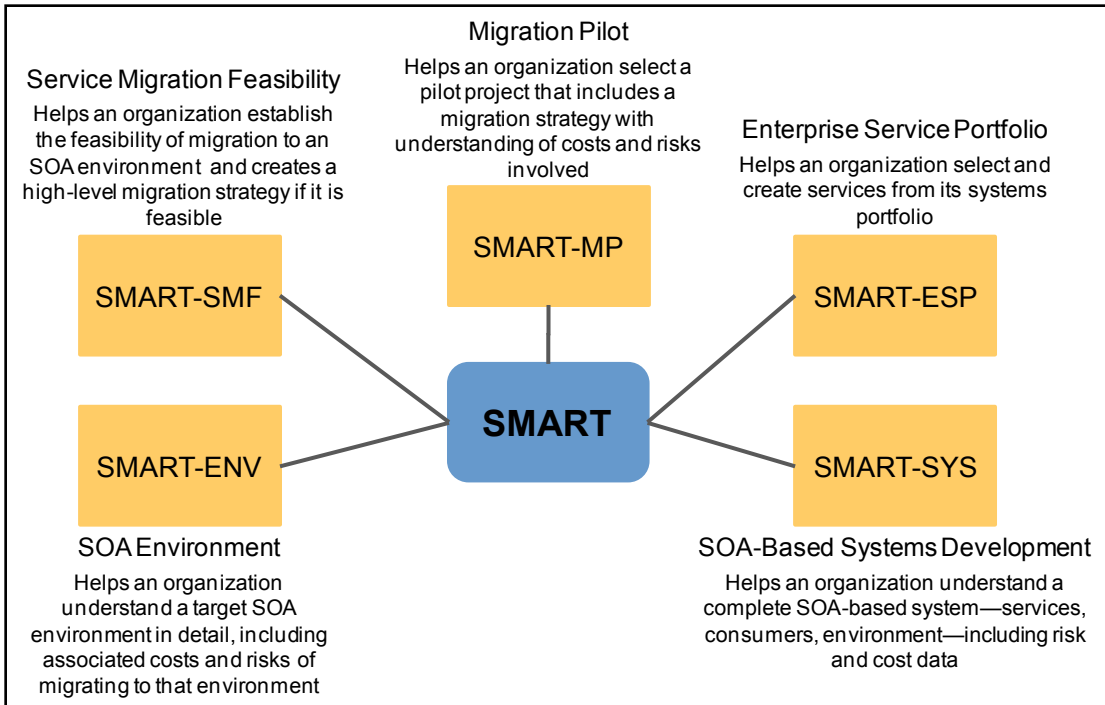 Migration Pilot
Helps an organization select a
pilot project that includes a
migration strategy with
understanding of costs and risks
involved
SMART-MP
Service Migration Feasibility
Helps an organization establish
the feasibility of migration to an
SOA environment and creates a
high-level migration strategy if it is
feasible
SMART-SMF
Enterprise Service Portfolio
Helps an organization select and
create services from its systems
portfolio
SMART-ESP
SMART
SMART-ENV
SOA Environment
Helps an organization
understand a target SOA
environment in detail, including
associated costs and risks of
migrating to that environment
SMART-SYS
SOA-Based Systems Development
Helps an organization understand a
complete SOA-based system—services,
consumers, environment—including risk
and cost data